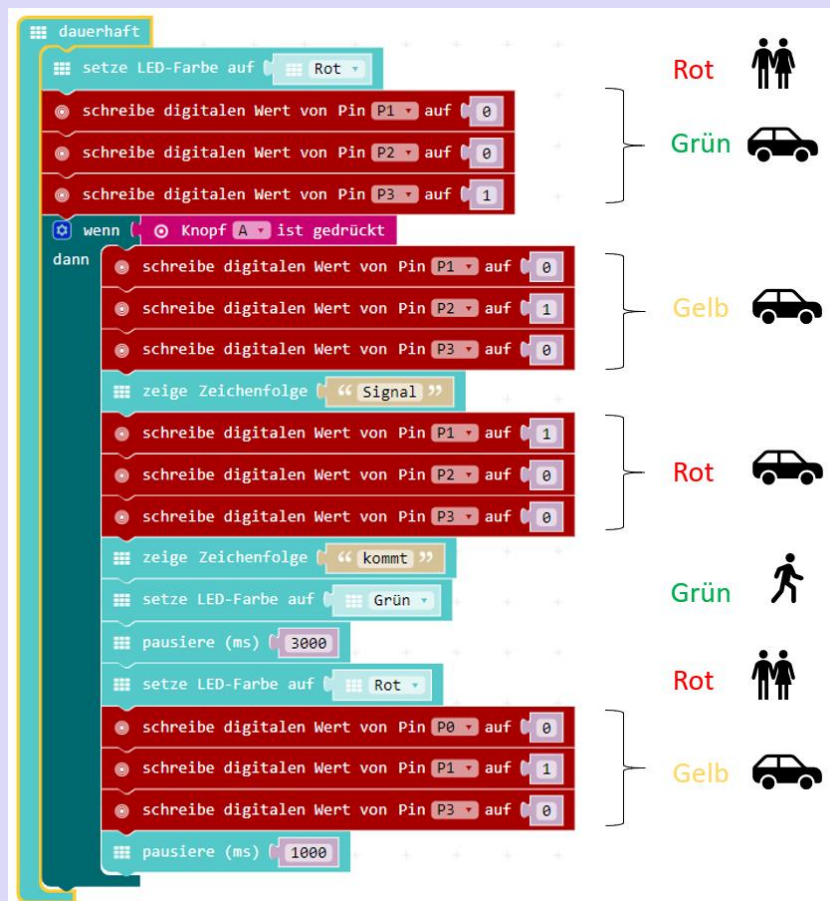 dauerhaft
setze LED-Farbe auf Rot
Rot
schreibe digitalen Wert von Pin P1 auf 0
schreibe digitalen Wert von Pin P2 auf 0
Grün
schreibe digitalen Wert von Pin P3 auf 1
wenn Knopf A ist gedrückt
dann
schreibe digitalen Wert von Pin P1 auf 0
schreibe digitalen Wert von Pin P2 auf 1
Gelb
schreibe digitalen Wert von Pin P3 auf 0
zeige Zeichenfolge “ Signal ”
schreibe digitalen Wert von Pin P1 auf 1
schreibe digitalen Wert von Pin P2 auf 0
Rot
schreibe digitalen Wert von Pin P3 auf 0
zeige Zeichenfolge “ kommt ”
setze LED-Farbe auf Grün
Grün
pausiere (ms) 3000
setze LED-Farbe auf Rot
Rot
schreibe digitalen Wert von Pin P0 auf 0
schreibe digitalen Wert von Pin P1 auf 1
Gelb
schreibe digitalen Wert von Pin P3 auf 0
pausiere (ms) 1000